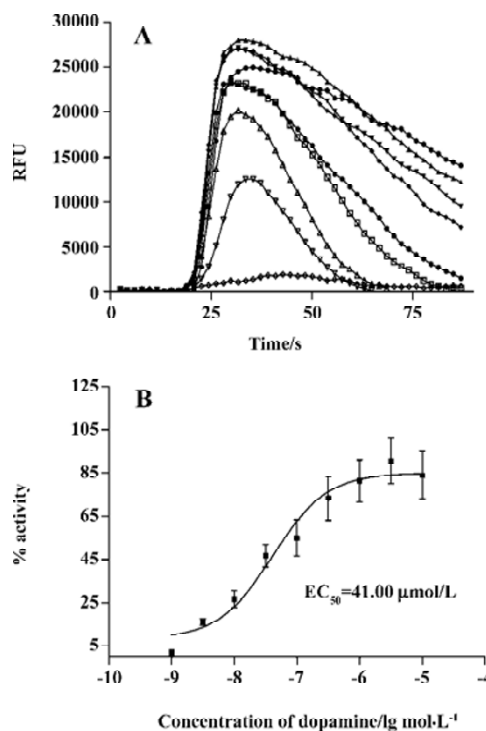 A
30000
25000
20000
15000
10000
5000
0
RFU
0 25 50 75
Time/s
B
125
105
85
65
45
25
5
% activity
EC50=41.00 μmol/L
-10 -9 -8 -7 -6 -5 -4
Concentration of dopamine/lg mol·L-1